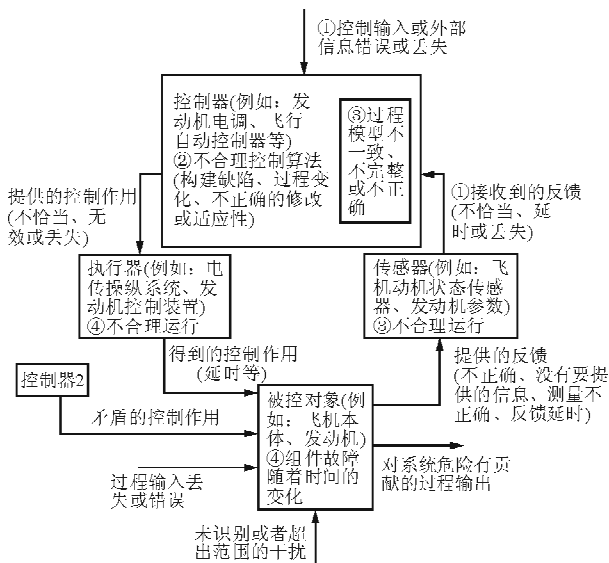 ①控制输入或外部
信息错误或丢失
控制器(例如：发
动机电调、飞行
自动控制器等)
②不合理控制算法
(构建缺陷、过程变
化、不正确的修改
或适应性)
③过程
模型不
一致、
不完整
或不正
确
提供的控制作用
(不恰当、无
效或丢失)
①接收到的反馈
(不恰当、延
时或丢失)
执行器(例如：电
传操纵系统、发
动机控制装置)
④不合理运行
传感器(例如：飞
机动机状态传感
器、发动机参数)
③不合理运行
得到的控制作用
(延时等)
提供的反馈
(不正确、没有要提
供的信息、测量不
正确、反馈延时)
控制器2
矛盾的控制作用
被控对象(例
如：飞机本
体、发动机)
④组件故障
随着时间的
变化
过程输入丢
失或错误
对系统危险有贡
献的过程输出
未识别或者超
出范围的干扰